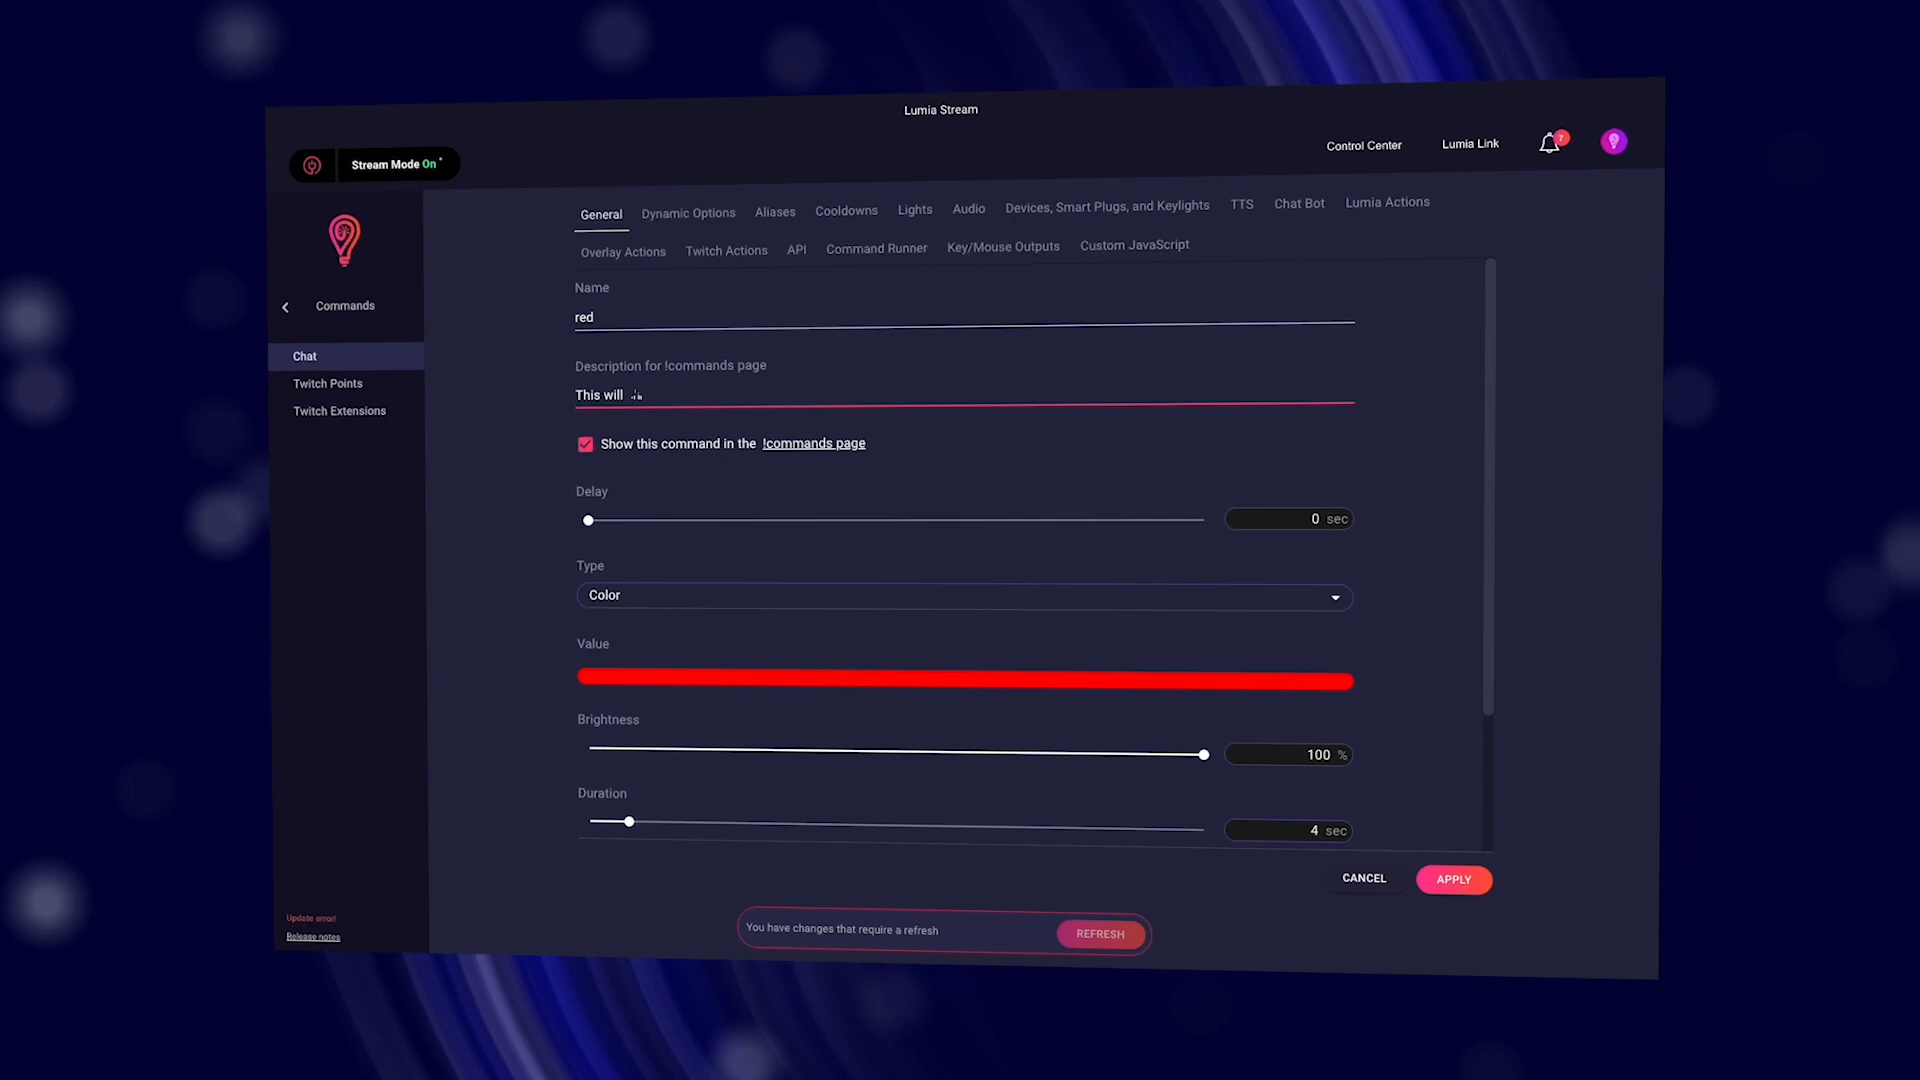 Lumia Stream
Stream Mode On
Control Center
Lumia Link
7
General Dynamic Options Aliases Cooldowns Lights Audio Devices, Smart Plugs, and Keylights TTS Chat Bot Lumia Actions
Overlay Actions Twitch Actions API Command Runner Key/Mouse Outputs Custom JavaScript
Commands
Chat
Twitch Points
Twitch Extensions
Name
red
Description for !commands page
This will
Show this command in the !commands page
Delay
0 sec
Type
Color
Value
Brightness
100 %
Duration
4 sec
CANCEL APPLY
You have changes that require a refresh REFRESH
Update error!
Release notes